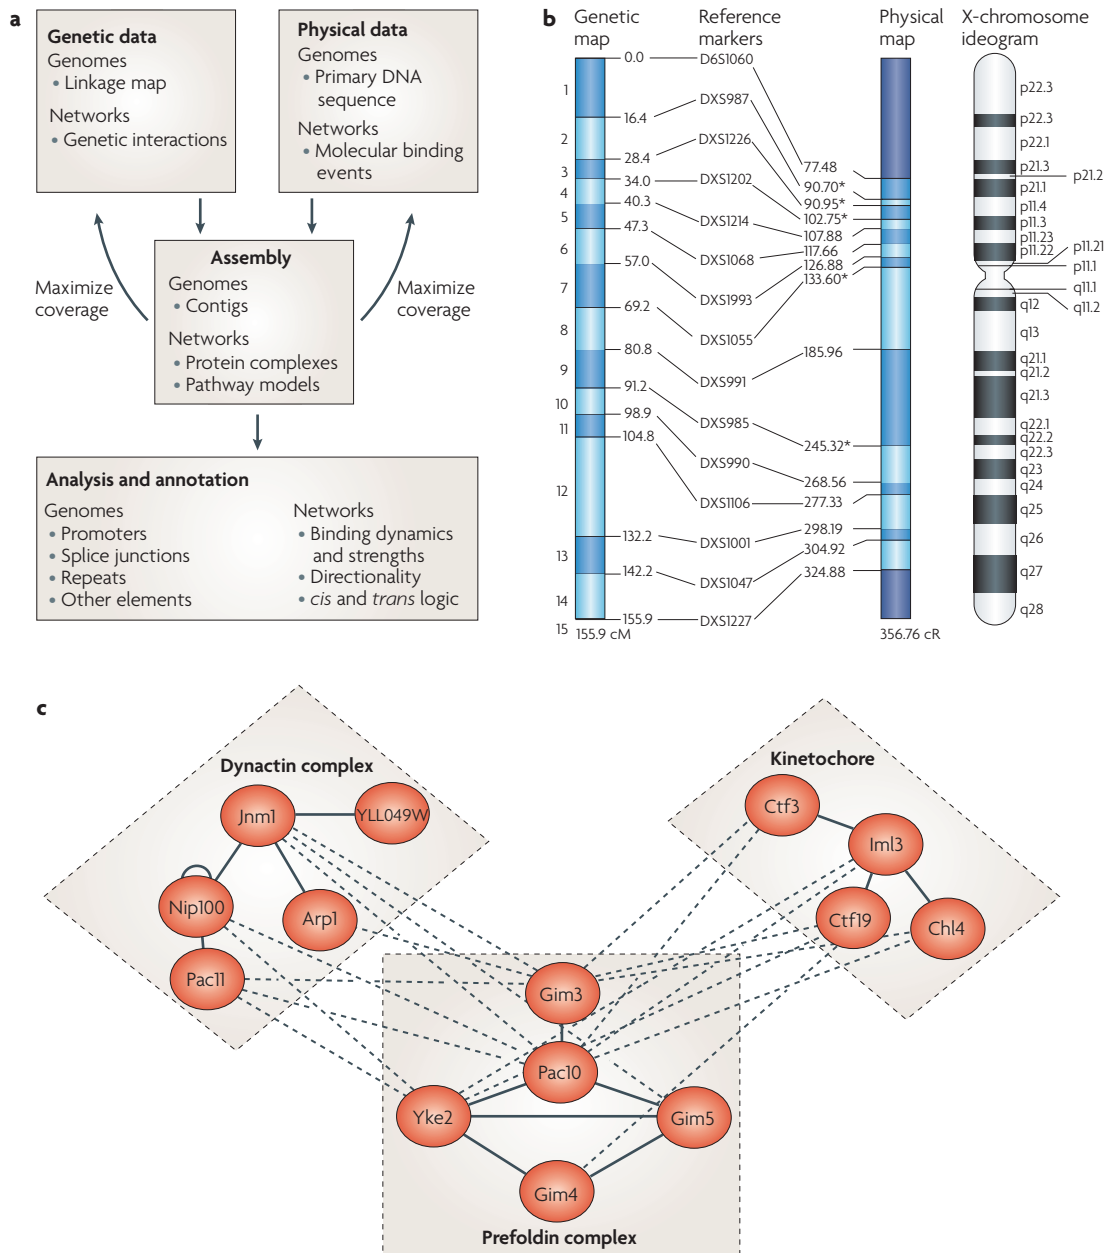 a
Genetic data
Genomes
• Linkage map
Networks
• Genetic interactions
Physical data
Genomes
• Primary DNA
sequence
Networks
• Molecular binding
events
Maximize
coverage
Assembly
Genomes
• Contigs
Networks
• Protein complexes
• Pathway models
Maximize
coverage
Analysis and annotation
Genomes
• Promoters
• Splice junctions
• Repeats
• Other elements
Networks
• Binding dynamics
and strengths
• Directionality
• cis and trans logic
b
Genetic
map
Reference
markers
Physical
map
X-chromosome
ideogram
1
2
3
4
5
6
7
8
9
10
11
12
13
14
15
0.0
16.4
28.4
34.0
40.3
47.3
57.0
69.2
80.8
91.2
98.9
104.8
132.2
142.2
155.9
155.9 cM
D6S1060
DXS987
DXS1226
DXS1202
DXS1214
DXS1068
DXS1993
DXS1055
DXS991
DXS985
DXS990
DXS1106
DXS1001
DXS1047
DXS1227
77.48
90.70*
90.95*
102.75*
107.88
117.66
126.88
133.60*
185.96
245.32*
268.56
277.33
298.19
304.92
324.88
356.76 cR
p22.3
p22.3
p22.1
p21.3
p21.2
p21.1
p11.4
p11.3
p11.23
p11.22
p11.21
p11.1
q11.1
q11.2
q12
q13
q21.1
q21.2
q21.3
q22.1
q22.2
q22.3
q23
q24
q25
q26
q27
q28
c
Dynactin complex
Jnm1
YLL049W
Nip100
Arp1
Pac11
Kinetochore
Ctf3
Iml3
Ctf19
Chl4
Gim3
Pac10
Yke2
Gim5
Gim4
Prefoldin complex